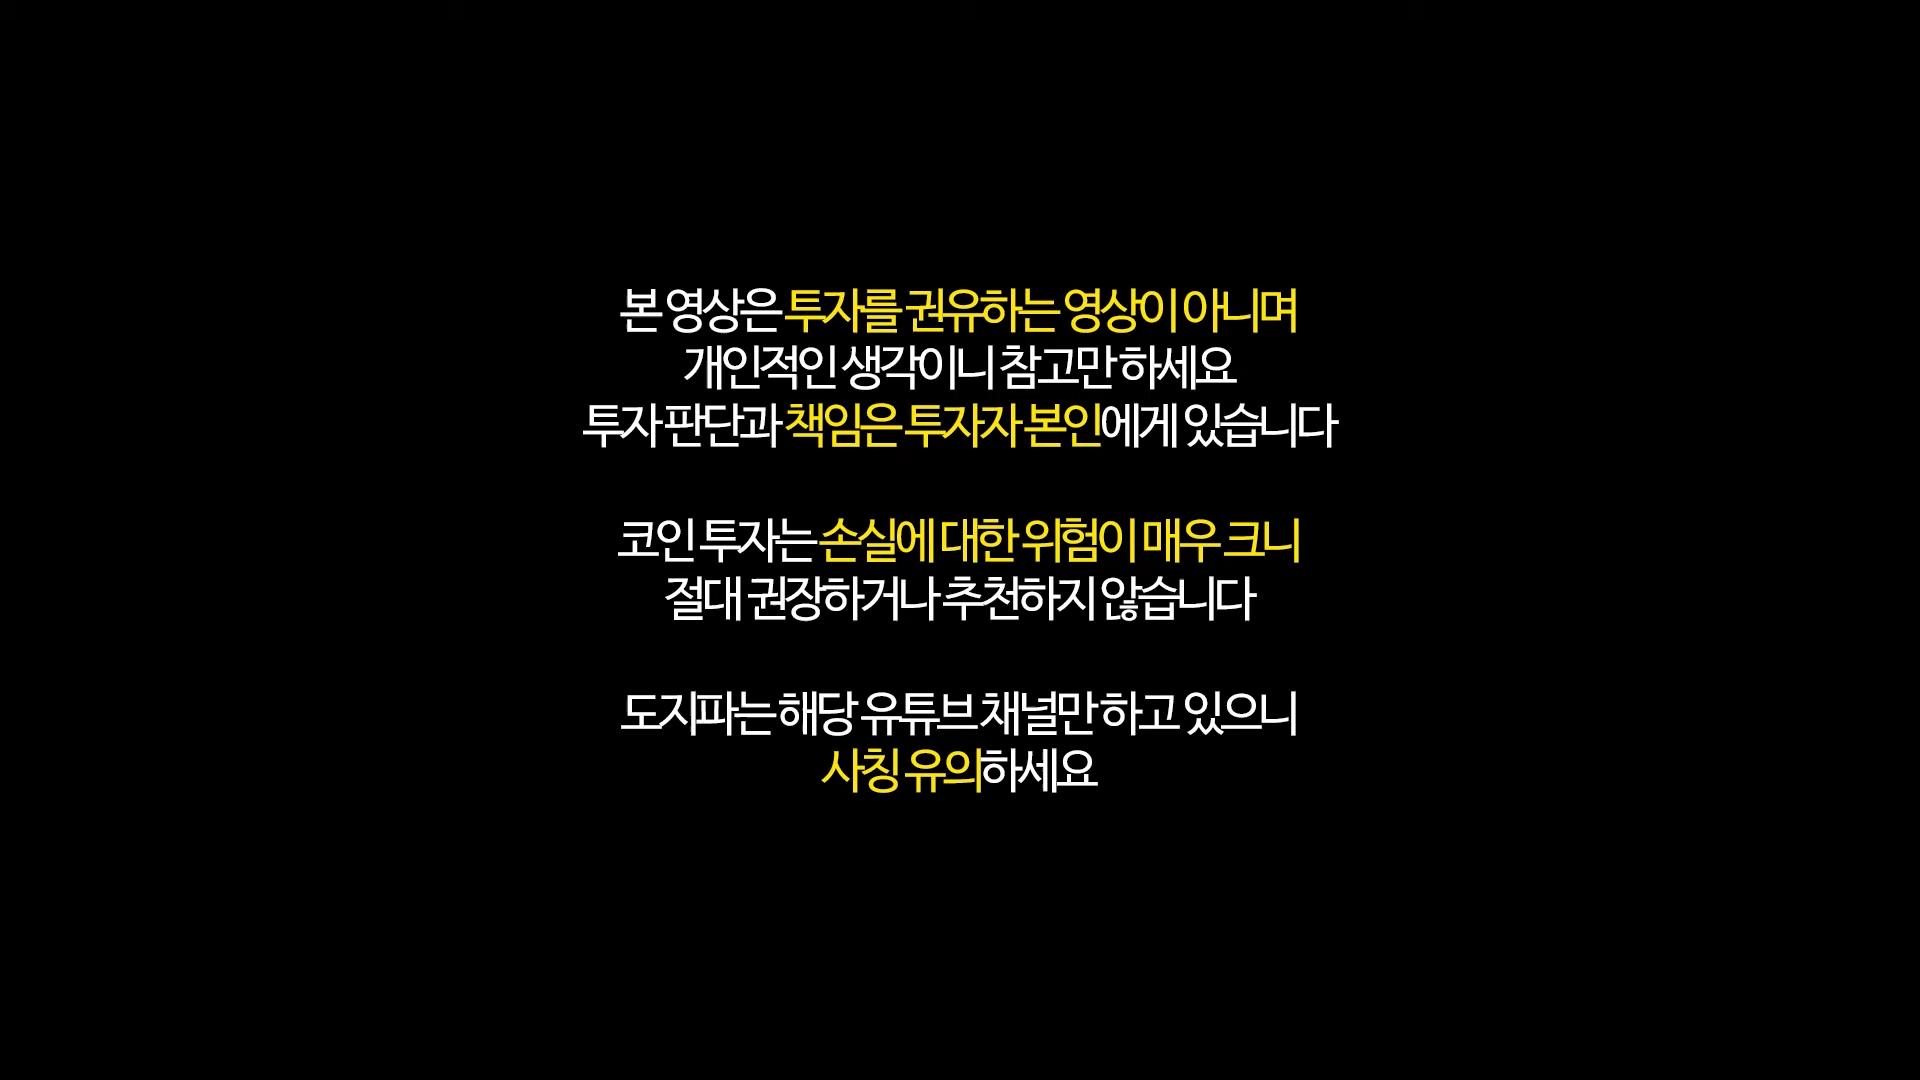 본 영상은 투자를 권유하는 영상이 아니며
개인적인 생각이니 참고만 하세요
투자 판단과 책임은 투자자 본인에게 있습니다
코인 투자는 손실에 대한 위험이 매우 크니
절대 권장하거나 추천하지 않습니다
도지파는 해당 유튜브 채널만 하고 있으니
사칭 유의하세요